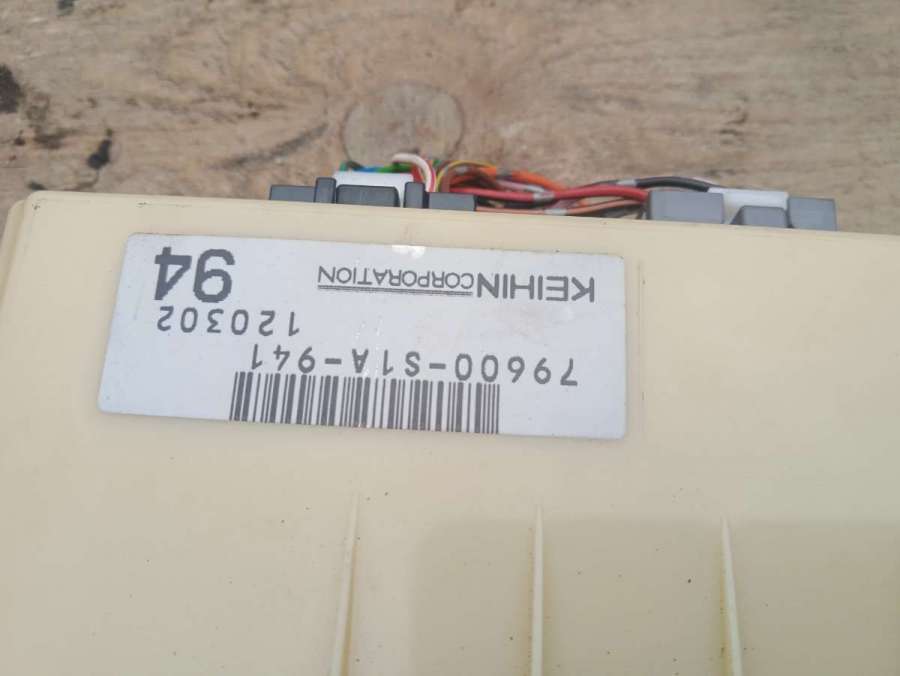 79600-S1A-941
120302
KEIHIN CORPORATION
94